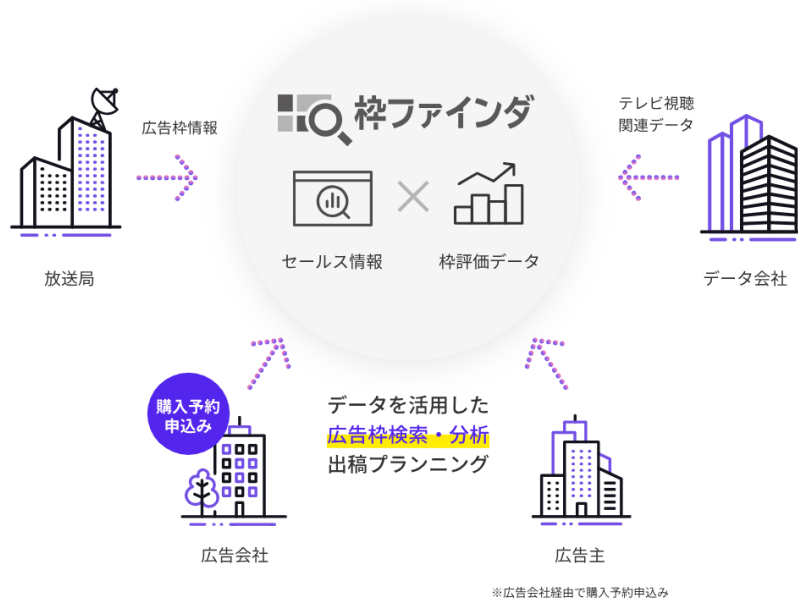 枠ファインダ
広告枠情報
テレビ視聴
関連データ
セールス情報
枠評価データ
放送局
データ会社
購入予約
申込み
データを活用した
広告枠検索・分析
出稿プランニング
広告会社
広告主
※広告会社経由で購入予約申込み